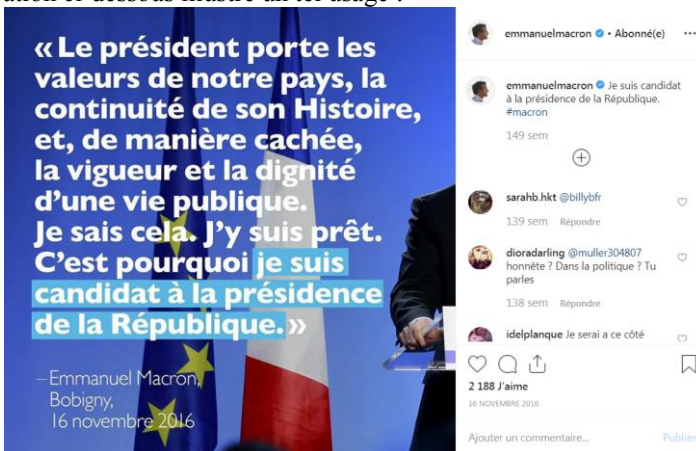 ation ci-dessous illustre un tel usage :
« Le président porte les
valeurs de notre pays, la
continuité de son Histoire,
et, de manière cachée,
la vigueur et la dignité
d'une vie publique.
Je sais cela. J'y suis prêt.
C'est pourquoi je suis
candidat à la présidence
de la République.»
– Emmanuel Macron,
Bobigny,
16 novembre 2016
emmanuelmacron • Abonné(e) ...
emmanuelmacron Je suis candidat
à la présidence de la République.
#macron
149 sem
sarahb.hkt @billybfr
139 sem Répondre
dioradarling @muller304807
honnête ? Dans la politique ? Tu
parles
138 sem Répondre
idelplanque Je serai a ce côté
2 188 J'aime
16 NOVEMBRE 2016
Ajouter un commentaire... Publier